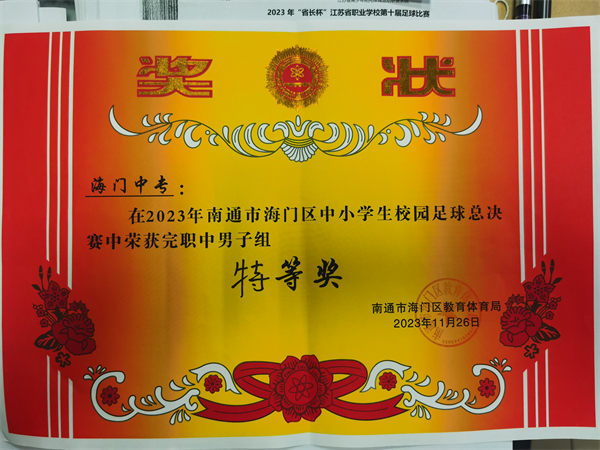 2023 年“省长杯”江苏省职业学校第十届足球比赛
奖 状
海门中专：
在2023年南通市海门区中小学生校园足球总决
赛中荣获完职中男子组
特等奖
南通市海门区教育体育局
2023年11月26日